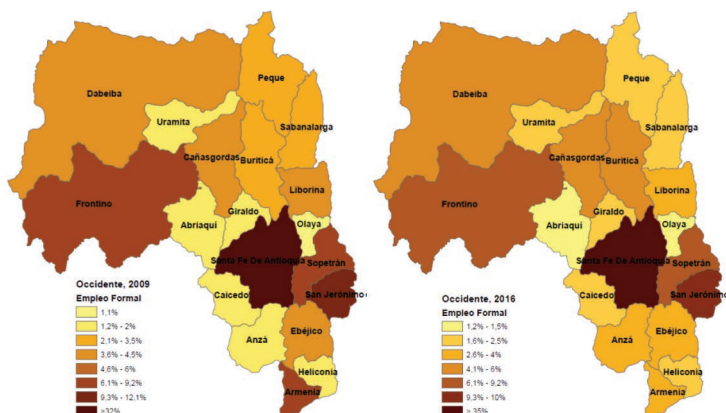 Peque
Dabeiba
Sabanalarga
Uramita
Cañasgordas
Buriticá
Liborina
Frontino
Giraldo
Abriaquí
Olaya
Santa Fe De Antioquia
Sopetrán
San Jerónimo
Caicedo
Anzá
Ebéjico
Heliconia
Armenia
Occidente, 2009
Empleo Formal
1,1%
1,2% - 2%
2,1% - 3,5%
3,6% - 4,5%
4,6% - 6%
6,1% - 9,2%
9,3% - 12,1%
>32%
Peque
Dabeiba
Sabanalarga
Uramita
Cañasgordas
Buriticá
Liborina
Frontino
Giraldo
Abriaquí
Olaya
Santa Fe De Antioquia
Sopetrán
San Jerónimo
Caicedo
Anzá
Ebéjico
Heliconia
Armenia
Occidente, 2016
Empleo Formal
1,2% - 1,5%
1,6% - 2,5%
2,6% - 4%
4,1% - 6%
6,1% - 9,2%
9,3% - 10%
> 35%